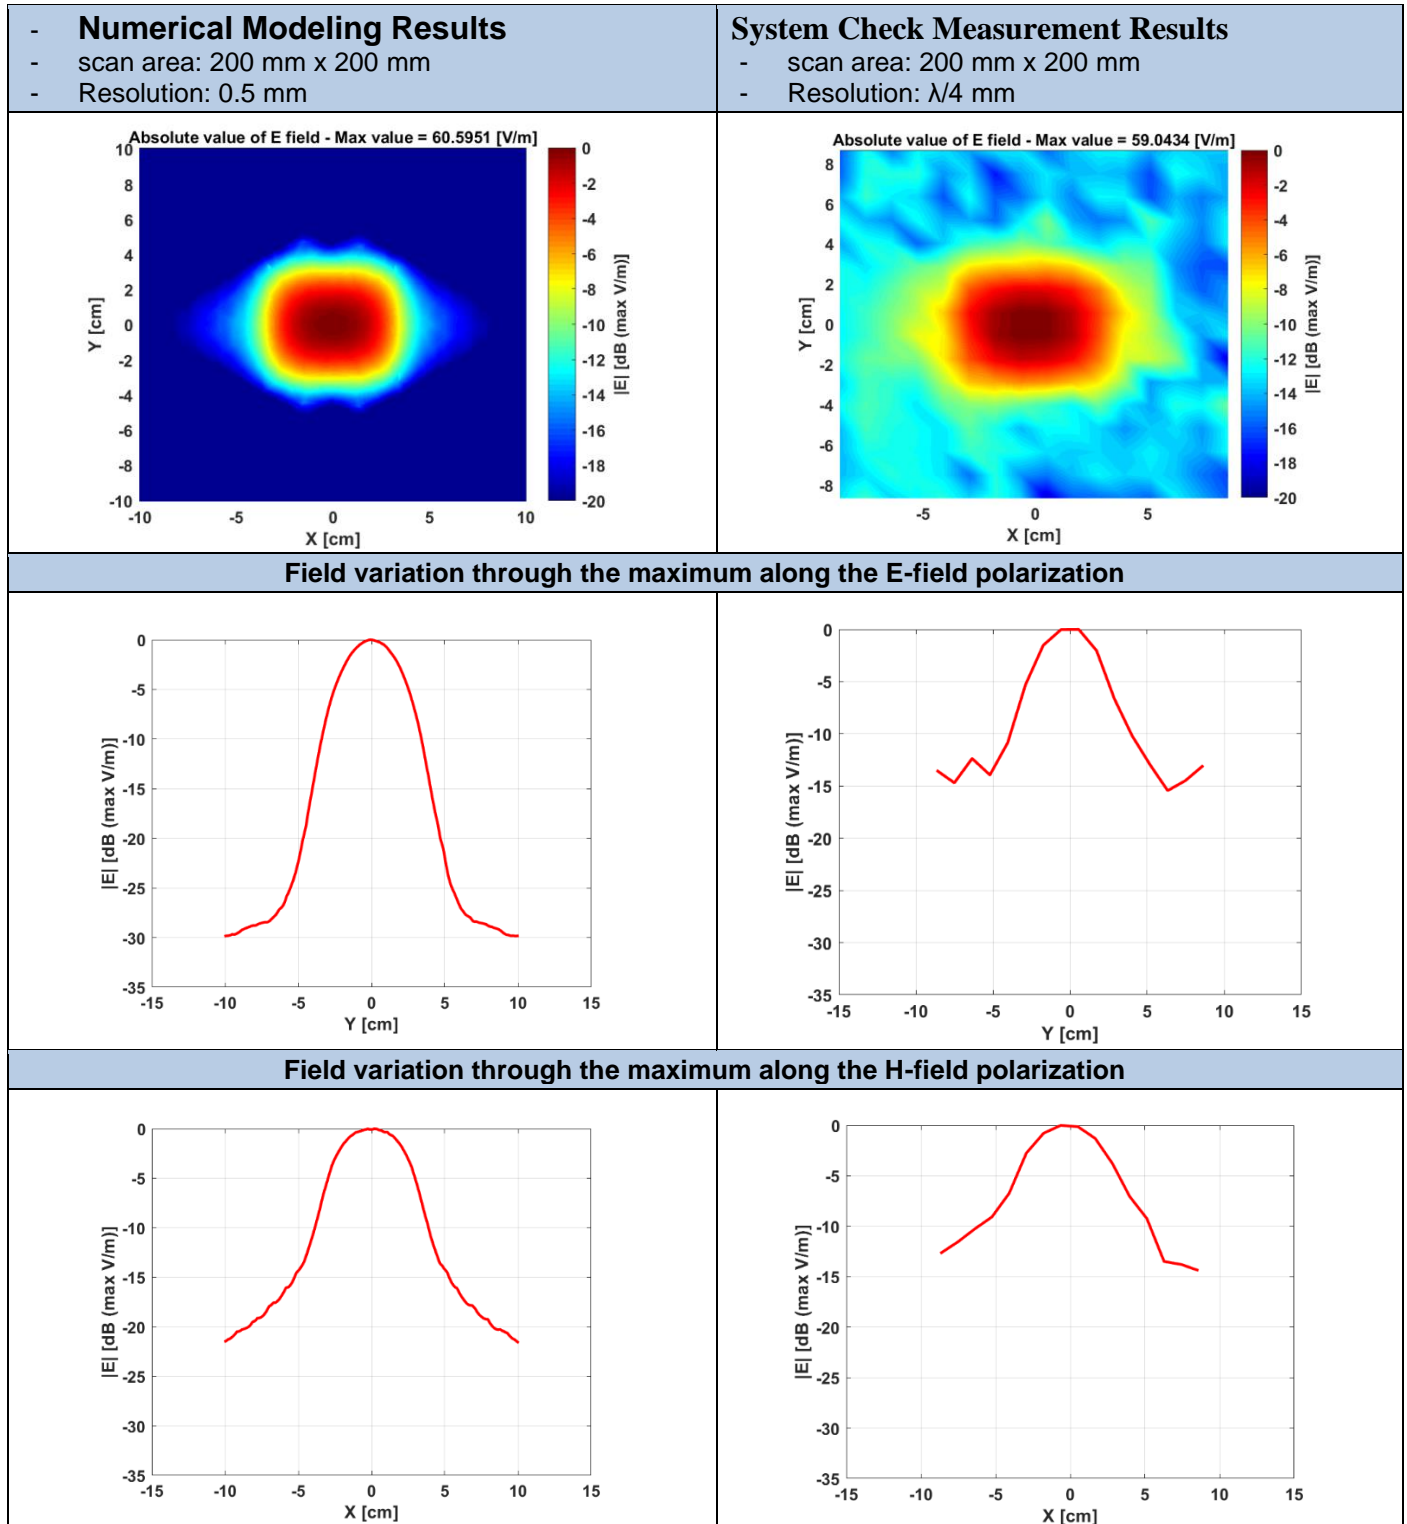 - Numerical Modeling Results
- scan area: 200 mm x 200 mm
- Resolution: 0.5 mm
System Check Measurement Results
- scan area: 200 mm x 200 mm
- Resolution: λ/4 mm
Absolute value of E field - Max value = 60.5951 [V/m]
10
8
6
4
2
0
-2
-4
-6
-8
-10
Y [cm]
-10 -5 0 5 10
X [cm]
0
-2
-4
-6
-8
-10
-12
-14
-16
-18
-20
|E| [dB (max V/m)]
Absolute value of E field - Max value = 59.0434 [V/m]
8
6
4
2
0
-2
-4
-6
-8
Y [cm]
-5 0 5
X [cm]
0
-2
-4
-6
-8
-10
-12
-14
-16
-18
-20
|E| [dB (max V/m)]
Field variation through the maximum along the E-field polarization
0
-5
-10
-15
-20
-25
-30
-35
|E| [dB (max V/m)]
-15 -10 -5 0 5 10 15
Y [cm]
0
-5
-10
-15
-20
-25
-30
-35
|E| [dB (max V/m)]
-15 -10 -5 0 5 10 15
Y [cm]
Field variation through the maximum along the H-field polarization
0
-5
-10
-15
-20
-25
-30
-35
|E| [dB (max V/m)]
-15 -10 -5 0 5 10 15
X [cm]
0
-5
-10
-15
-20
-25
-30
-35
|E| [dB (max V/m)]
-15 -10 -5 0 5 10 15
X [cm]